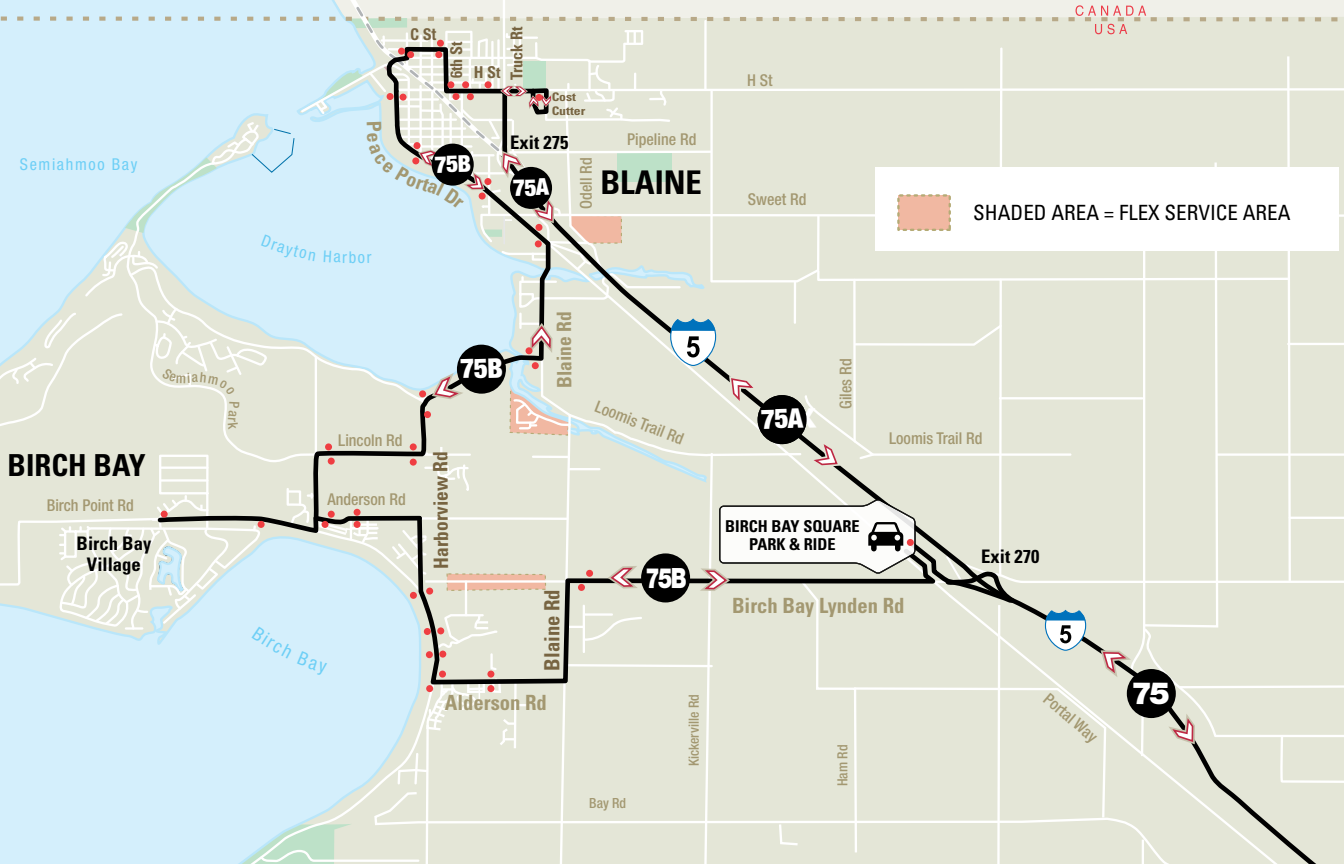 CANADA
USA
C St
6th St
H St
Truck Rt
H St
Cost
Cutter
Pipeline Rd
Exit 275
Peace Portal Dr
75B
75A
Odell Rd
BLAINE
Sweet Rd
SHADED AREA = FLEX SERVICE AREA
Semiahmoo Bay
Drayton Harbor
5
Blaine Rd
75B
Giles Rd
Semiahmoo Park
75A
Loomis Trail Rd
Loomis Trail Rd
Lincoln Rd
BIRCH BAY
Harborview Rd
Birch Point Rd
Anderson Rd
Birch Bay
Village
BIRCH BAY SQUARE
PARK & RIDE
Exit 270
75B
Birch Bay Lynden Rd
Blaine Rd
5
Birch Bay
Alderson Rd
75
Kickerville Rd
Portal Way
Ham Rd
Bay Rd